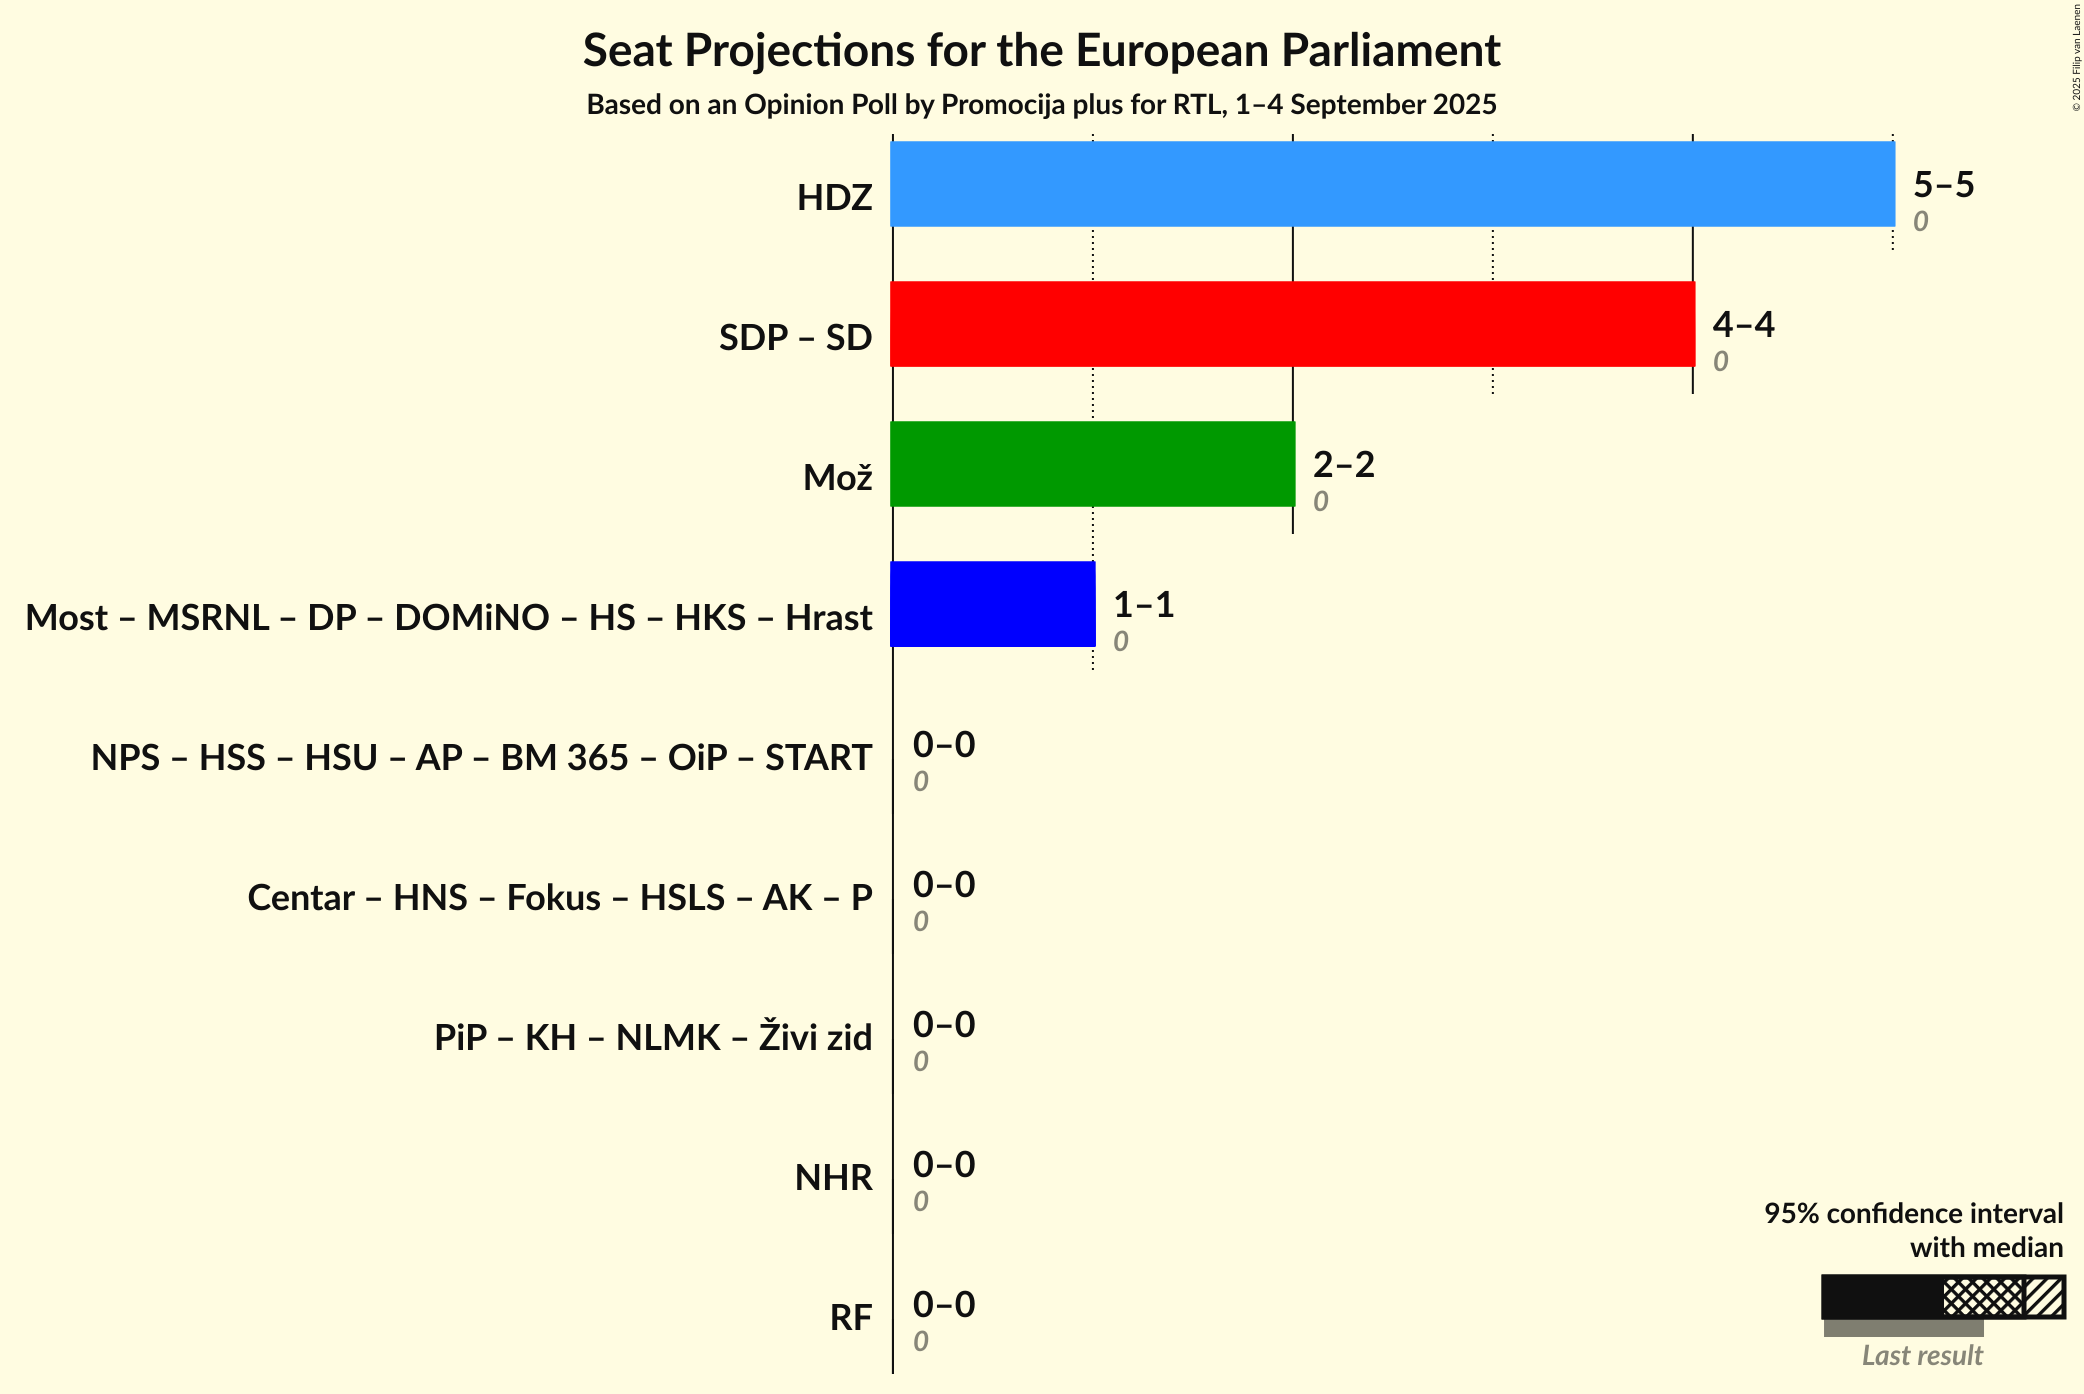 Seat Projections for the European Parliament
Based on an Opinion Poll by Promocija plus for RTL, 1–4 September 2025
© 2025 Filip van Laenen
HDZ
5–5
0
SDP – SD
4–4
0
Mož
2–2
0
Most – MSRNL – DP – DOMiNO – HS – HKS – Hrast
1–1
0
NPS – HSS – HSU – AP – BM 365 – OiP – START
0–0
0
Centar – HNS – Fokus – HSLS – AK – P
0–0
0
PiP – KH – NLMK – Živi zid
0–0
0
NHR
0–0
0
RF
0–0
0
95% confidence interval
with median
Last result